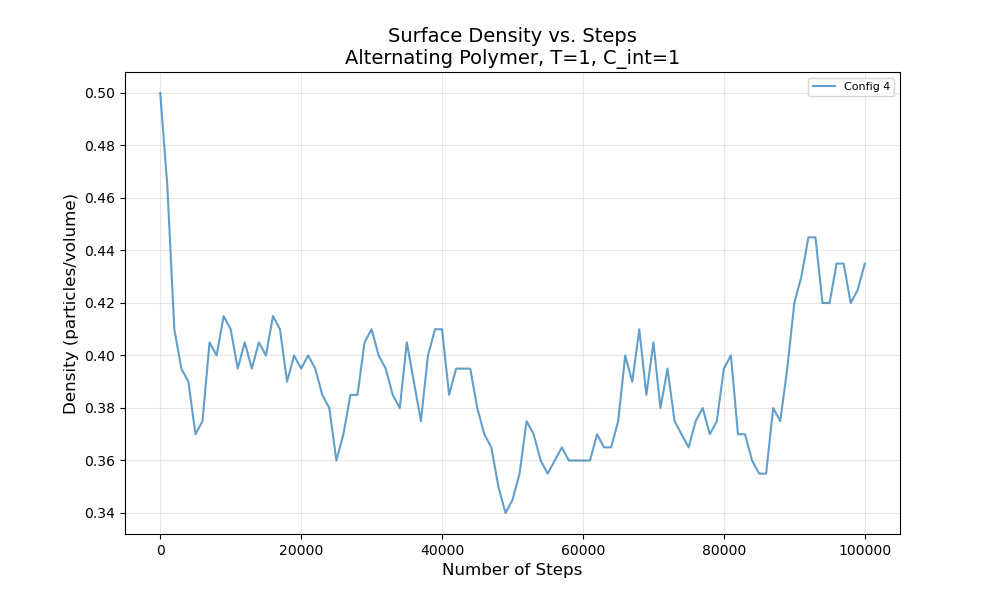 Surface Density vs. Steps
Alternating Polymer, T=1, C_int=1
Config 4
Density (particles/volume)
0.50
0.48
0.46
0.44
0.42
0.40
0.38
0.36
0.34
0 20000 40000 60000 80000 100000
Number of Steps